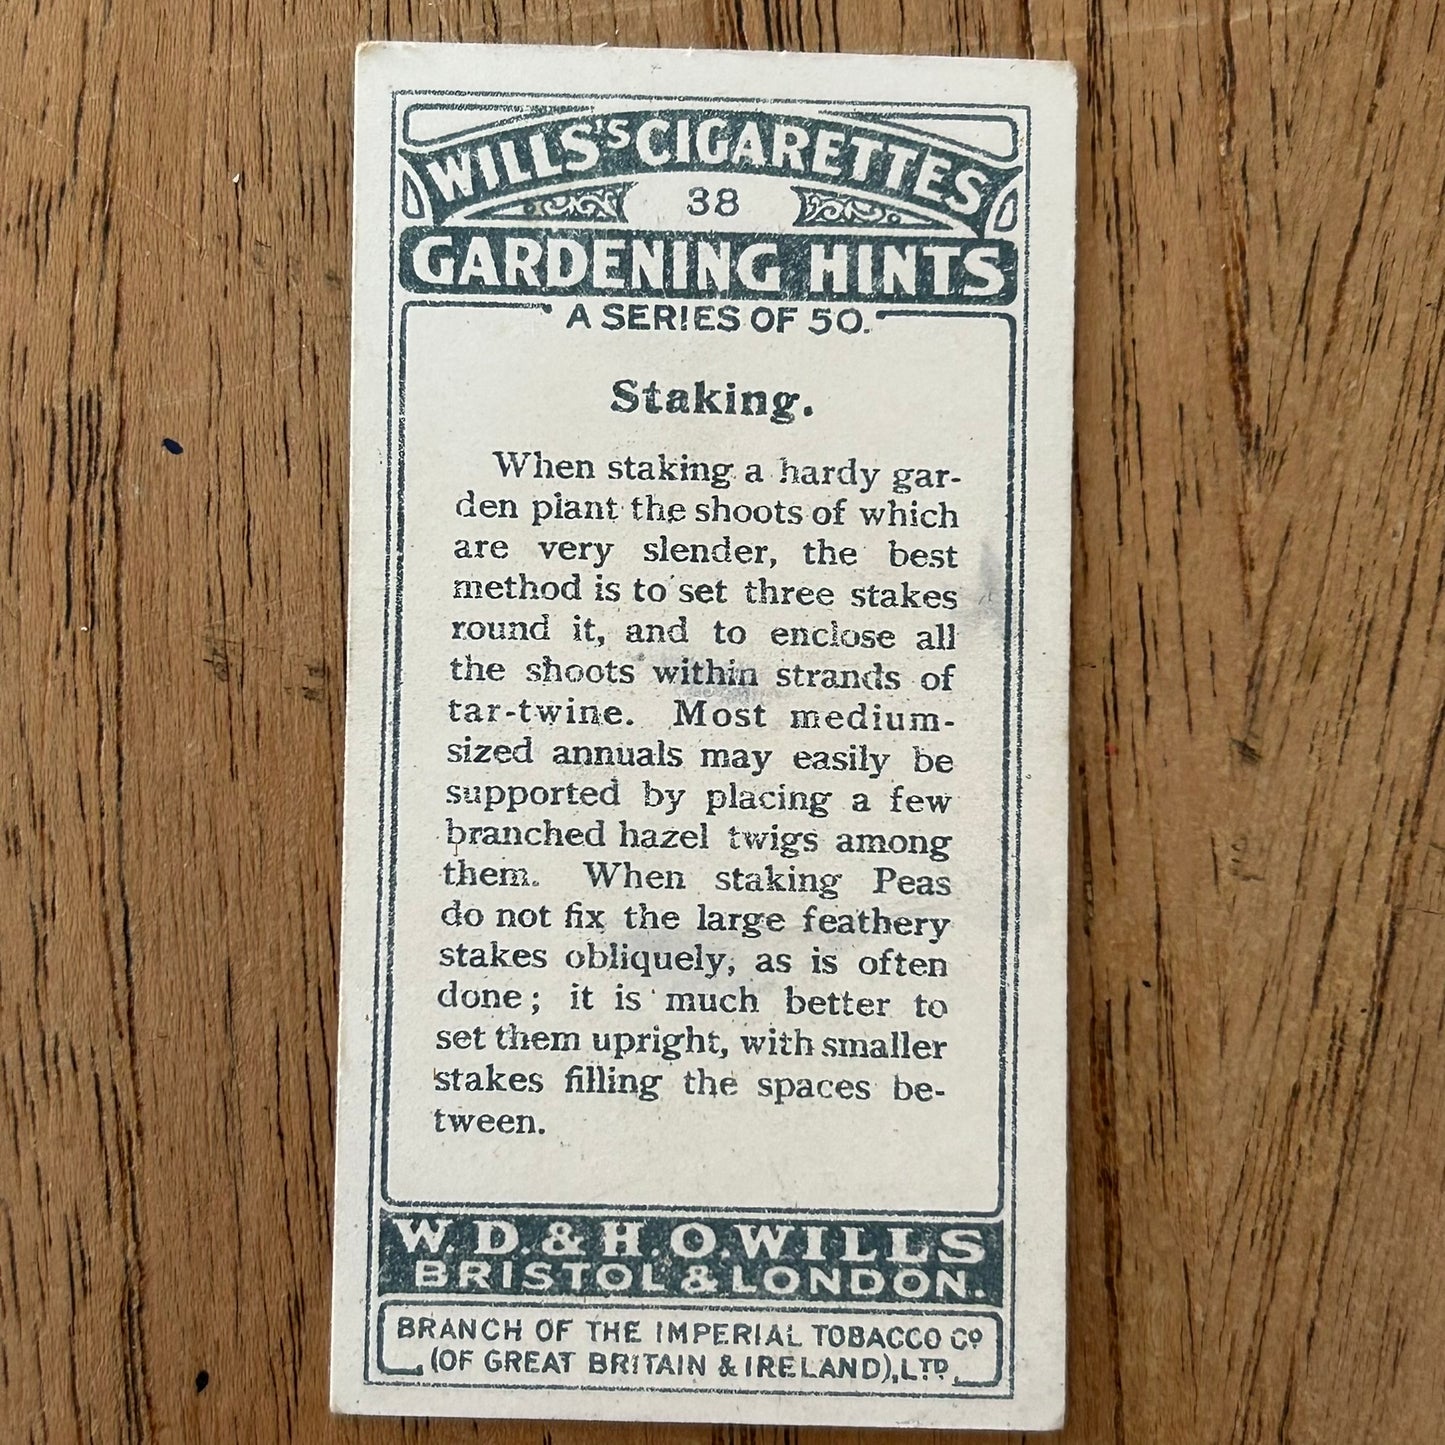 WILLS'S CIGARETTES
38
GARDENING HINTS
A SERIES OF 50.
Staking.
When staking a hardy gar-
den plant the shoots of which
are very slender, the best
method is to set three stakes
round it, and to enclose all
the shoots within strands of
tar-twine. Most medium-
sized annuals may easily be
supported by placing a few
branched hazel twigs among
them. When staking Peas
do not fix the large feathery
stakes obliquely, as is often
done; it is much better to
set them upright, with smaller
stakes filling the spaces be-
tween.
W. D. & H. O. WILLS
BRISTOL & LONDON.
BRANCH OF THE IMPERIAL TOBACCO Co
(OF GREAT BRITAIN & IRELAND), LTD.